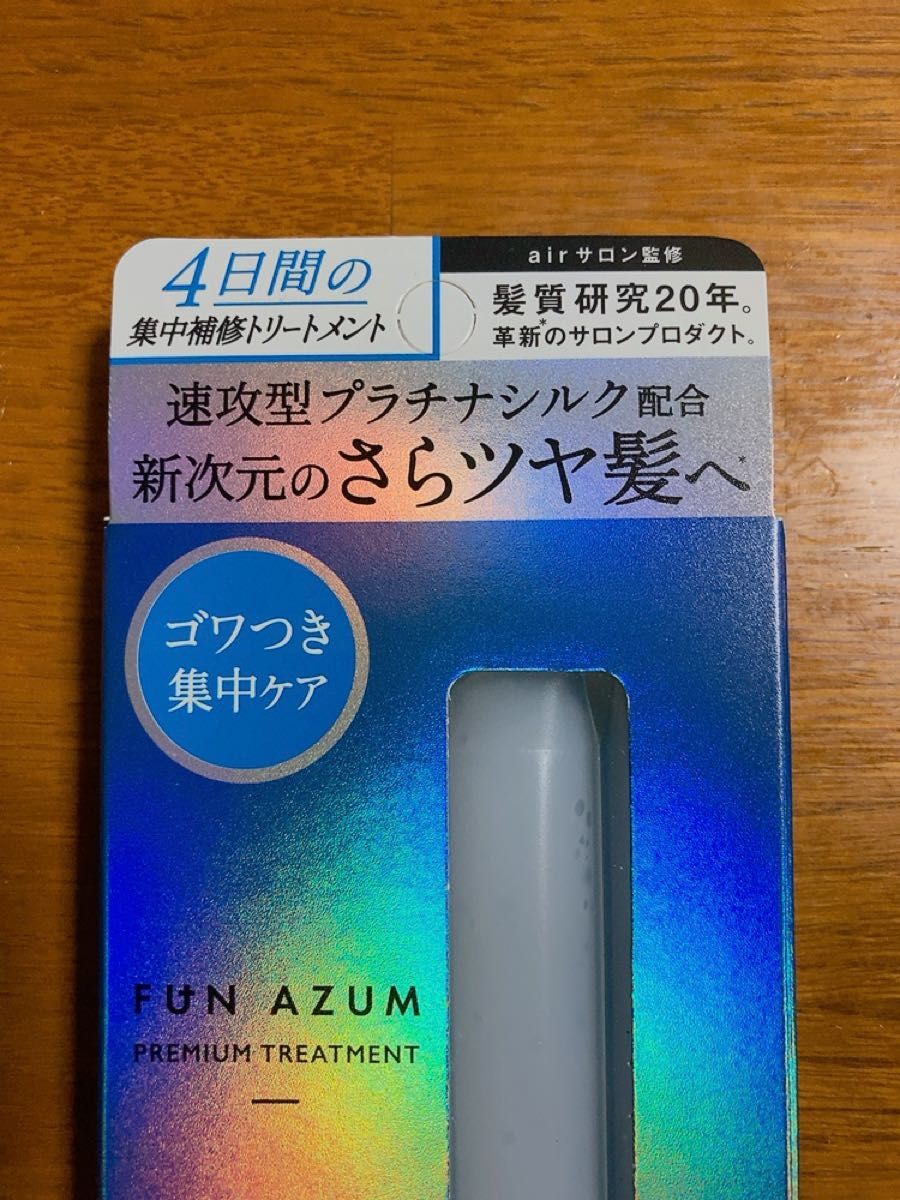 4日間の
集中補修トリートメント
airサロン監修
髪質研究20年。
革新*のサロンプロダクト。
速攻型プラチナシルク配合
新次元のさらツヤ髪へ*
ゴワつき
集中ケア
FUN AZUM
PREMIUM TREATMENT